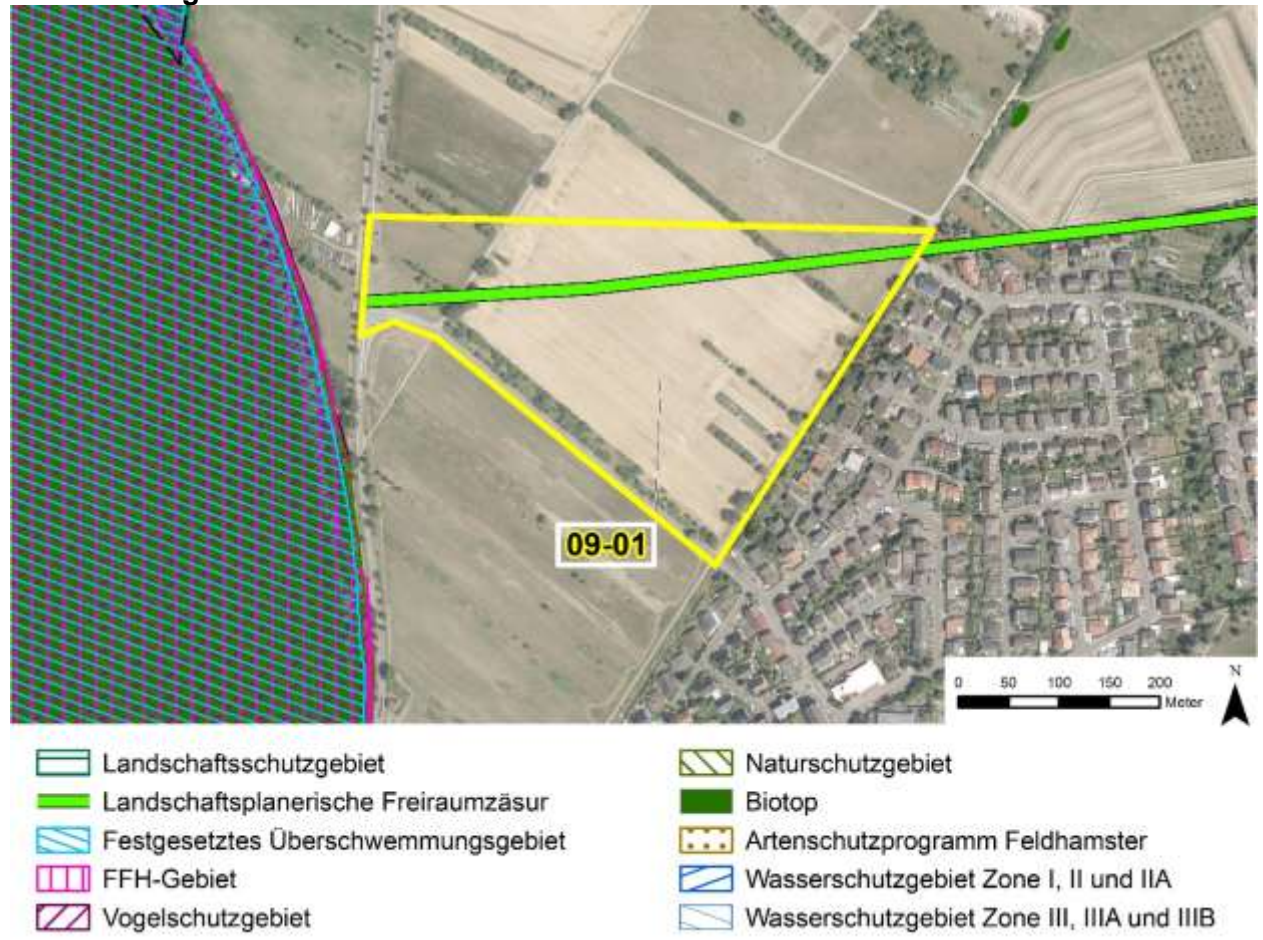 09-01
N
0 50 100 150 200
Meter
Landschaftsschutzgebiet
Landschaftsplanerische Freiraumzäsur
Festgesetztes Überschwemmungsgebiet
FFH-Gebiet
Vogelschutzgebiet
Naturschutzgebiet
Biotop
Artenschutzprogramm Feldhamster
Wasserschutzgebiet Zone I, II und IIA
Wasserschutzgebiet Zone III, IIIA und IIIB